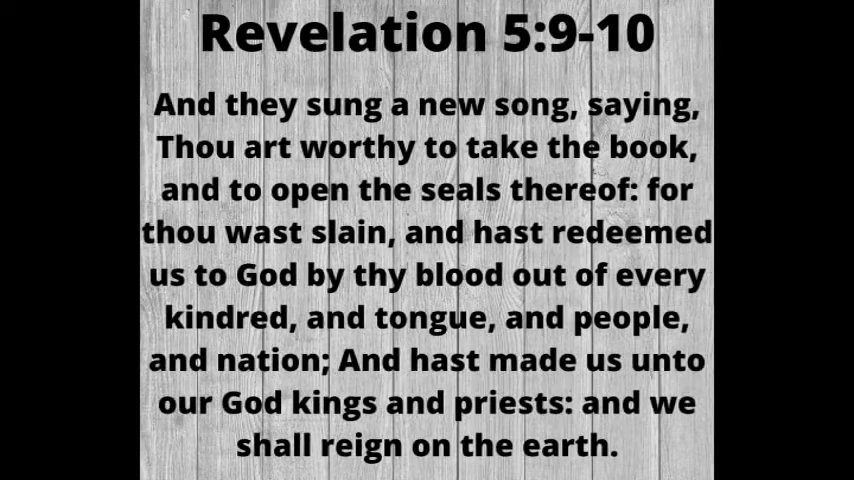 Revelation 5:9-10
And they sung a new song, saying,
Thou art worthy to take the book,
and to open the seals thereof: for
thou wast slain, and hast redeemed
us to God by thy blood out of every
kindred, and tongue, and people,
and nation; And hast made us unto
our God kings and priests: and we
shall reign on the earth.